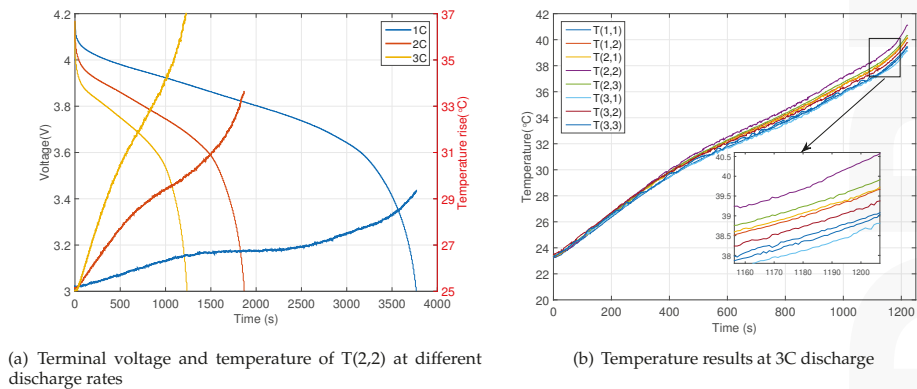 4.2
4
3.8
3.6
3.4
3.2
3
Voltage(V)
0 500 1000 1500 2000 2500 3000 3500 4000
Time (s)
37
35
33
31
29
27
25
Temperature rise(°C)
1C
2C
3C
(a) Terminal voltage and temperature of T(2,2) at different
discharge rates
42
40
38
36
34
32
30
28
26
24
22
20
Temperature(°C)
0 200 400 600 800 1000 1200
Time (s)
T(1,1)
T(1,2)
T(2,1)
T(2,2)
T(2,3)
T(3,1)
T(3,2)
T(3,3)
40.5
40
39.5
39
38.5
38
1160 1170 1180 1190 1200
(b) Temperature results at 3C discharge